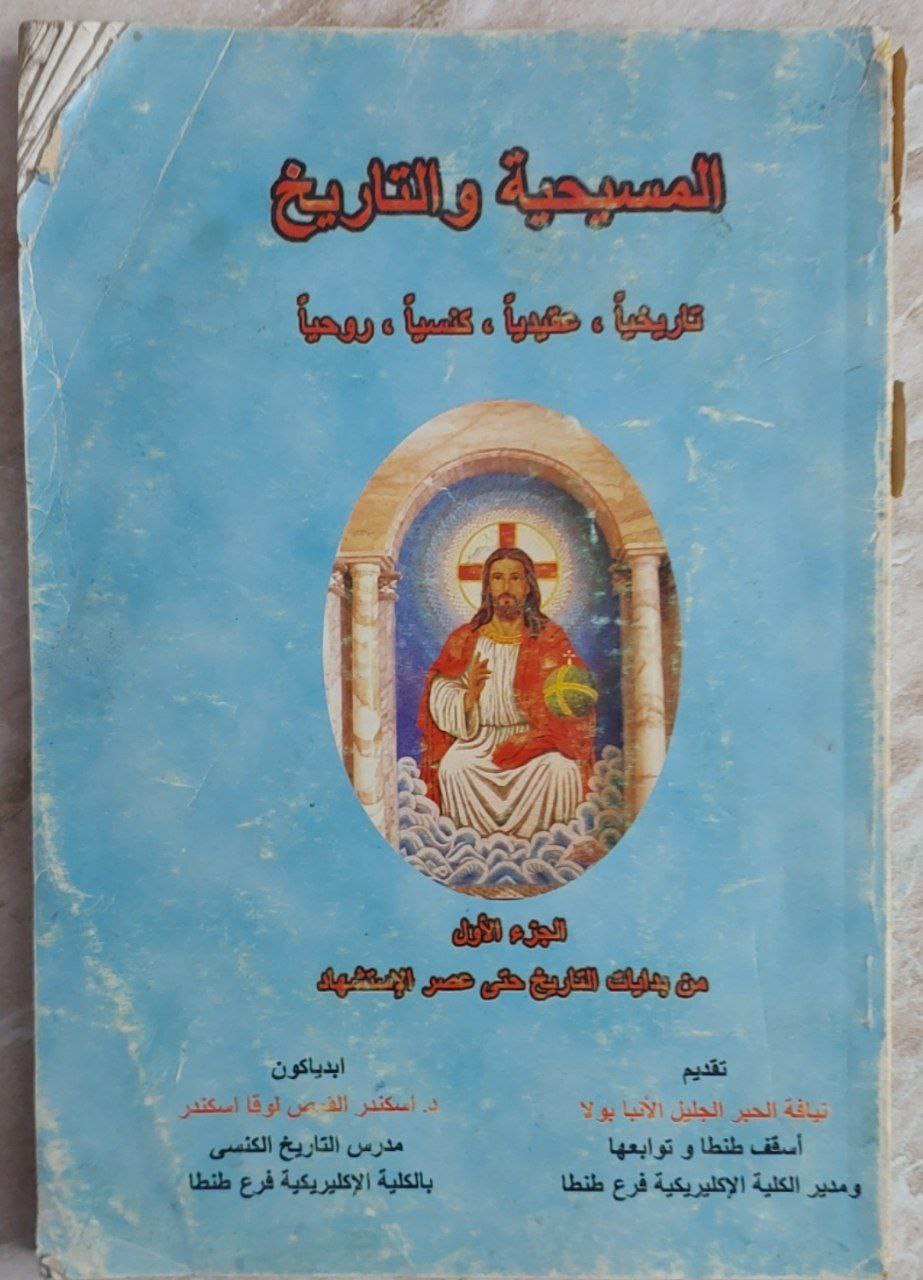 المسيحية والتاريخ
تاريخياً ، عقيدياً ، كنسياً ، روحياً
الجزء الأول
من بدايات التاريخ حتى عصر الإستشهاد
تقديم
نيافة الحبر الجليل الأنبا بولا
أسقف طنطا و توابعها
ومدير الكلية الإكليريكية فرع طنطا
ابدياكون
د. أسكندر القمص لوقا اسكندر
مدرس التاريخ الكنسى
بالكلية الإكليريكية فرع طنطا